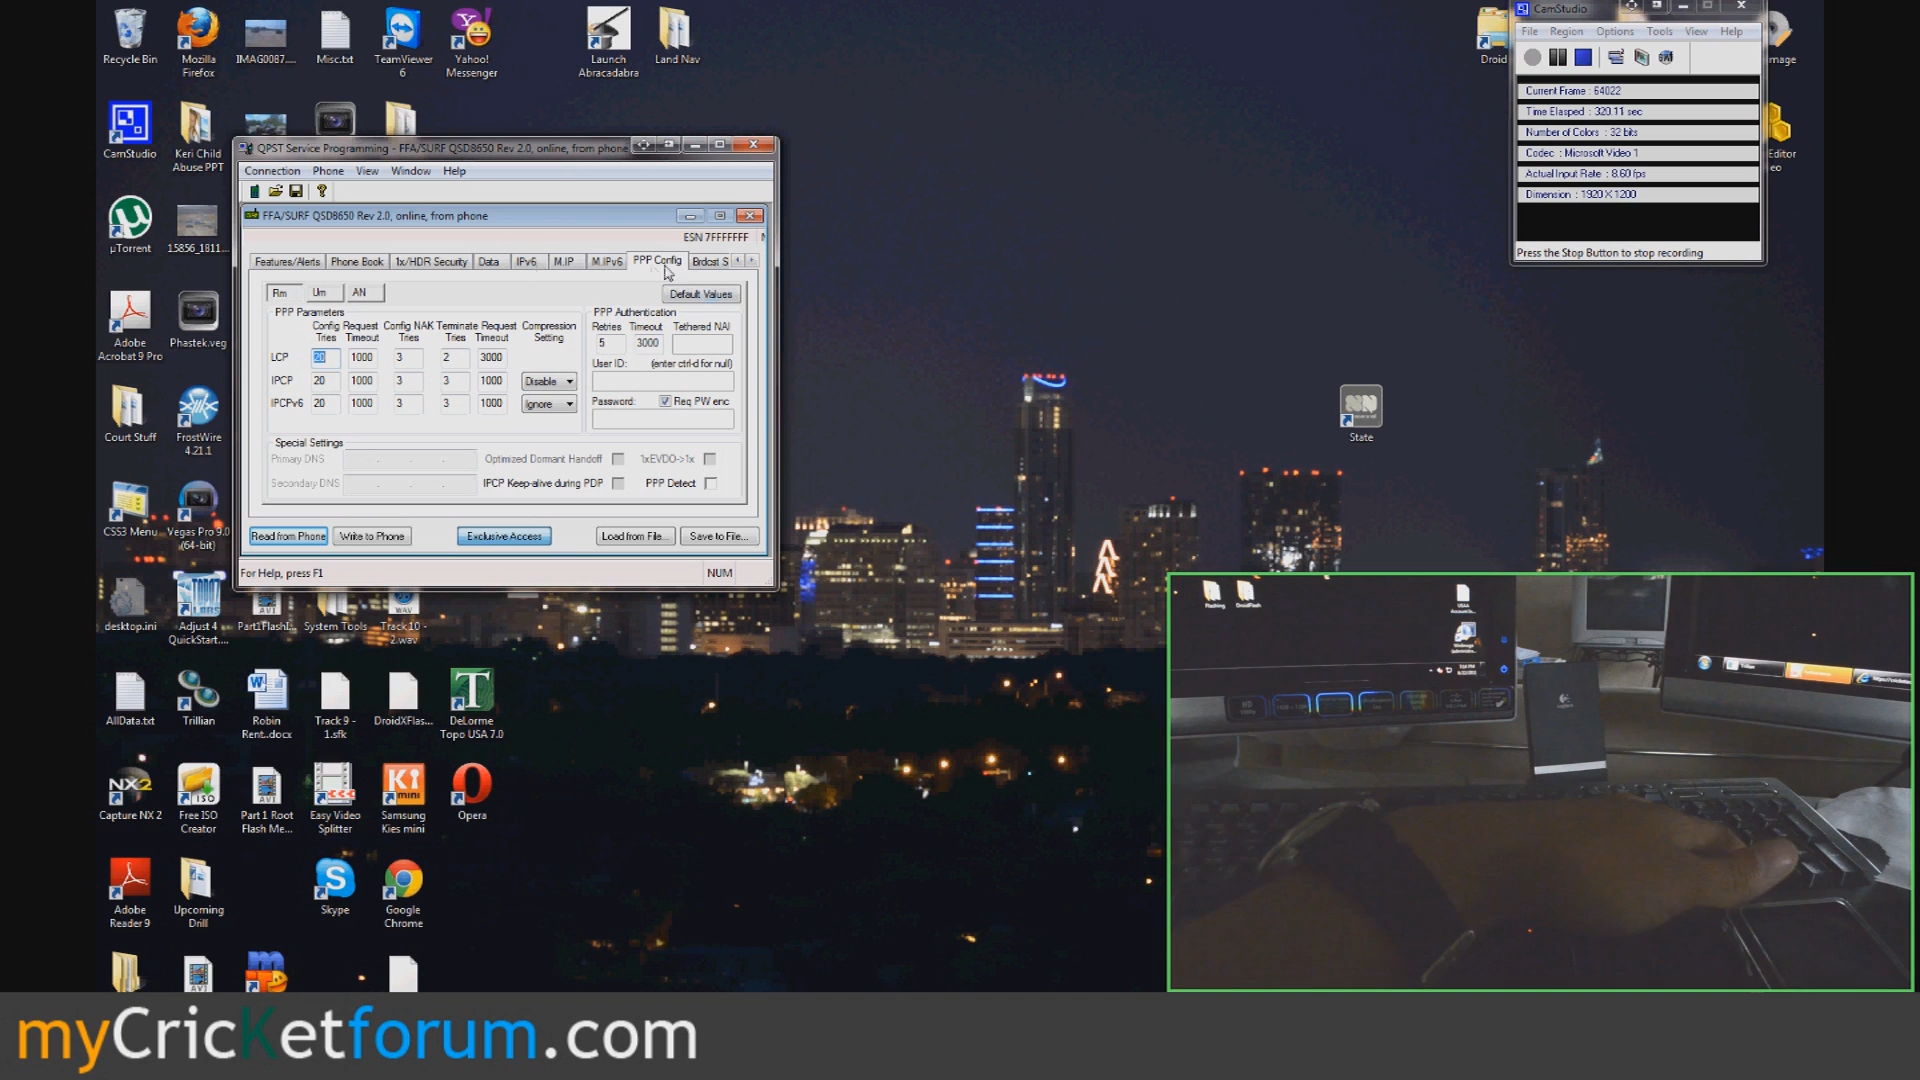 Recycle Bin
Mozilla
Firefox
IMAG0087....
Misc.txt
TeamViewer
6
Yahoo!
Messenger
Launch
Abracadabra
Land Nav
Droid
CamStudio
Keri Child
Abuse PPT
µTorrent
15856_1811...
Adobe
Acrobat 9 Pro
Phastek.veg
Court Stuff
FrostWire
4.21.1
CSS3 Menu
Vegas Pro 9.0
(64-bit)
desktop.ini
Adjust 4
QuickStart....
Part1FlashI...
System Tools
Track 10 -
2.wav
AllData.txt
Trillian
Robin
Rent..docx
Track 9 -
1.sfk
DroidXFlas...
DeLorme
Topo USA 7.0
Capture NX 2
Free ISO
Creator
Part 1 Root
Flash Me...
Easy Video
Splitter
Samsung
Kies mini
Opera
Adobe
Reader 9
Upcoming
Drill
Skype
Google
Chrome
State
QPST Service Programming - FFA/SURF QSD8650 Rev 2.0, online, from phone
Connection Phone View Window Help
FFA/SURF QSD8650 Rev 2.0, online, from phone
ESN 7FFFFFFF
Features/Alerts Phone Book 1x/HDR Security Data IPv6 M.IP M.IPv6 PPP Config Brdcst S
Rm Um AN Default Values
PPP Parameters
Config Request Config NAK Terminate Request Compression
Tries Timeout Tries Tries Timeout Setting
LCP 20 1000 3 2 3000
IPCP 20 1000 3 3 1000 Disable
IPCPv6 20 1000 3 3 1000 Ignore
PPP Authentication
Retries Timeout Tethered NAI
5 3000
User ID: (enter ctrl-d for null)
Password: Req PW enc
Special Settings
Primary DNS Optimized Dormant Handoff 1xEVDO->1x
Secondary DNS IPCP Keep-alive during PDP PPP Detect
Read from Phone Write to Phone Exclusive Access Load from File... Save to File...
For Help, press F1 NUM
CamStudio
File Region Options Tools View Help
Current Frame : 64022
Time Elasped : 320.11 sec
Number of Colors : 32 bits
Codec : Microsoft Video 1
Actual Input Rate : 8.60 fps
Dimension : 1920 X 1200
Press the Stop Button to stop recording
Flashing
DroidFlash
myCricKetforum.com